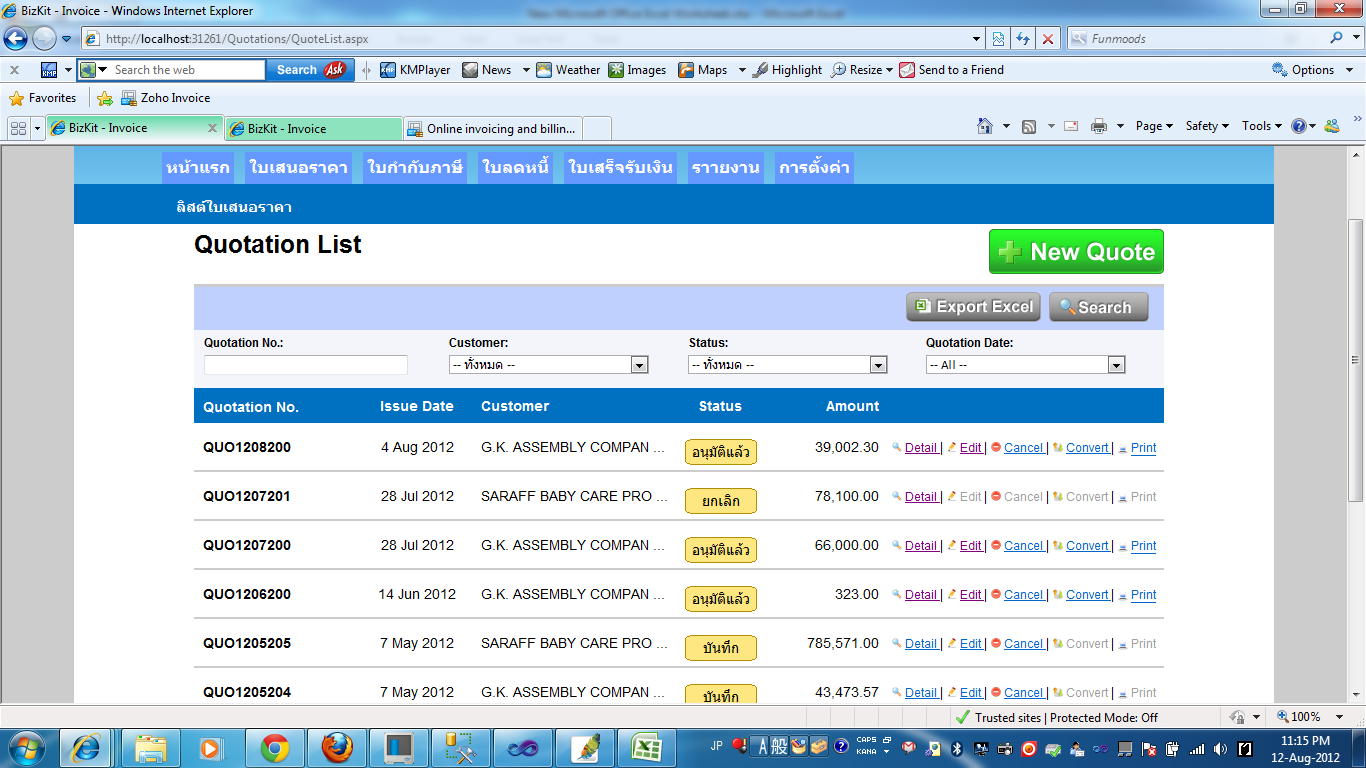 BizKit - Invoice - Windows Internet Explorer
http://localhost:31261/Quotations/QuoteList.aspx
Funmoods
Search the web
Search Ask
KMPlayer
News
Weather
Images
Maps
Highlight
Resize
Send to a Friend
Options
Favorites
Zoho Invoice
BizKit - Invoice
BizKit - Invoice
Online invoicing and billin...
Page
Safety
Tools
หน้าแรก ใบเสนอราคา ใบกำกับภาษี ใบลดหนี้ ใบเสร็จรับเงิน ราายงาน การตั้งค่า
ลิสต์ใบเสนอราคา
Quotation List
New Quote
Export Excel Search
Quotation No.: Customer: Status: Quotation Date:
-- ทั้งหมด -- -- ทั้งหมด -- -- All --
Quotation No. Issue Date Customer Status Amount
QUO1208200 4 Aug 2012 G.K. ASSEMBLY COMPAN ... อนุมัติแล้ว 39,002.30 Detail | Edit | Cancel | Convert | Print
QUO1207201 28 Jul 2012 SARAFF BABY CARE PRO ... ยกเลิก 78,100.00 Detail | Edit | Cancel | Convert | Print
QUO1207200 28 Jul 2012 G.K. ASSEMBLY COMPAN ... อนุมัติแล้ว 66,000.00 Detail | Edit | Cancel | Convert | Print
QUO1206200 14 Jun 2012 G.K. ASSEMBLY COMPAN ... อนุมัติแล้ว 323.00 Detail | Edit | Cancel | Convert | Print
QUO1205205 7 May 2012 SARAFF BABY CARE PRO ... บันทึก 785,571.00 Detail | Edit | Cancel | Convert | Print
QUO1205204 7 May 2012 G.K. ASSEMBLY COMPAN ... บันทึก 43,473.57 Detail | Edit | Cancel | Convert | Print
Trusted sites | Protected Mode: Off
100%
JP
A 般
CAPS
KANA
11:15 PM
12-Aug-2012